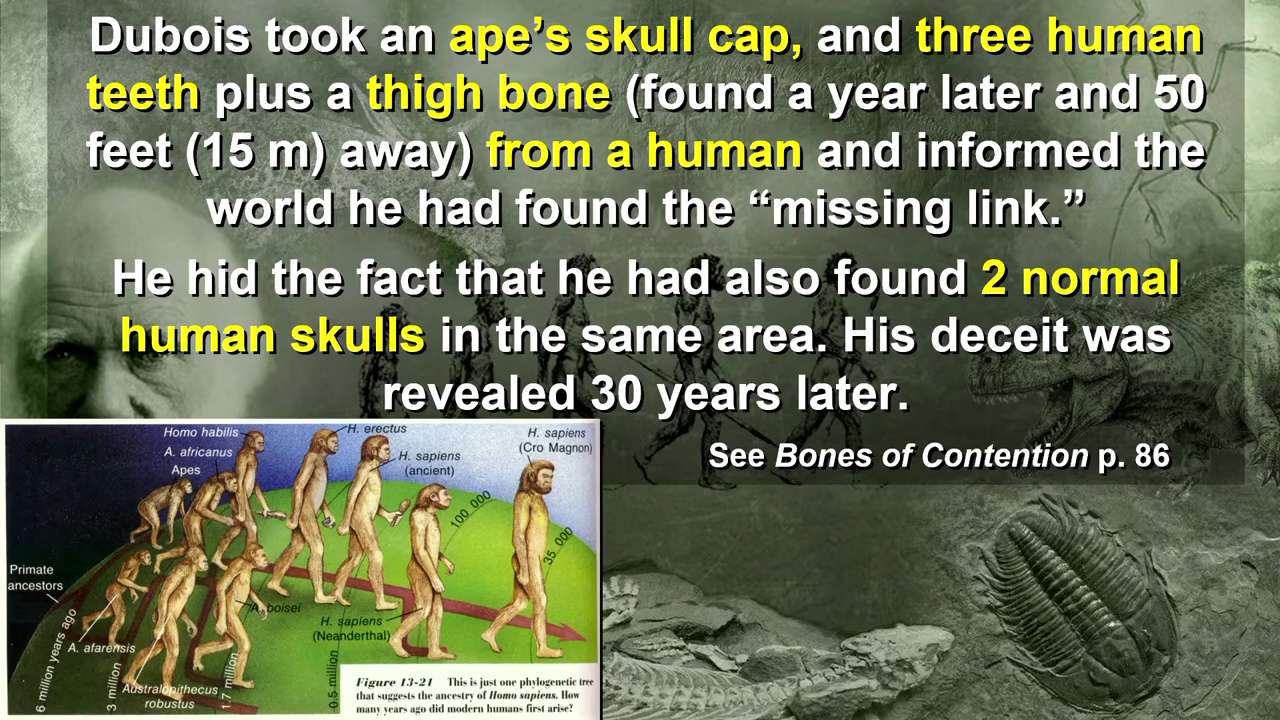 Dubois took an ape’s skull cap, and three human
teeth plus a thigh bone (found a year later and 50
feet (15 m) away) from a human and informed the
world he had found the “missing link.”
He hid the fact that he had also found 2 normal
human skulls in the same area. His deceit was
revealed 30 years later.
See Bones of Contention p. 86
Homo habilis
A. africanus
Apes
H. erectus
H. sapiens
(ancient)
H. sapiens
(Cro Magnon)
100 000
35 000
Primate
ancestors
A. boisei
H. sapiens
(Neanderthal)
A. afarensis
Australopithecus
robustus
6 million years ago
3 million
1.7 million
0.5 million
Figure 13-21 This is just one phylogenetic tree
that suggests the ancestry of Homo sapiens. How
many years ago did modern humans first arise?